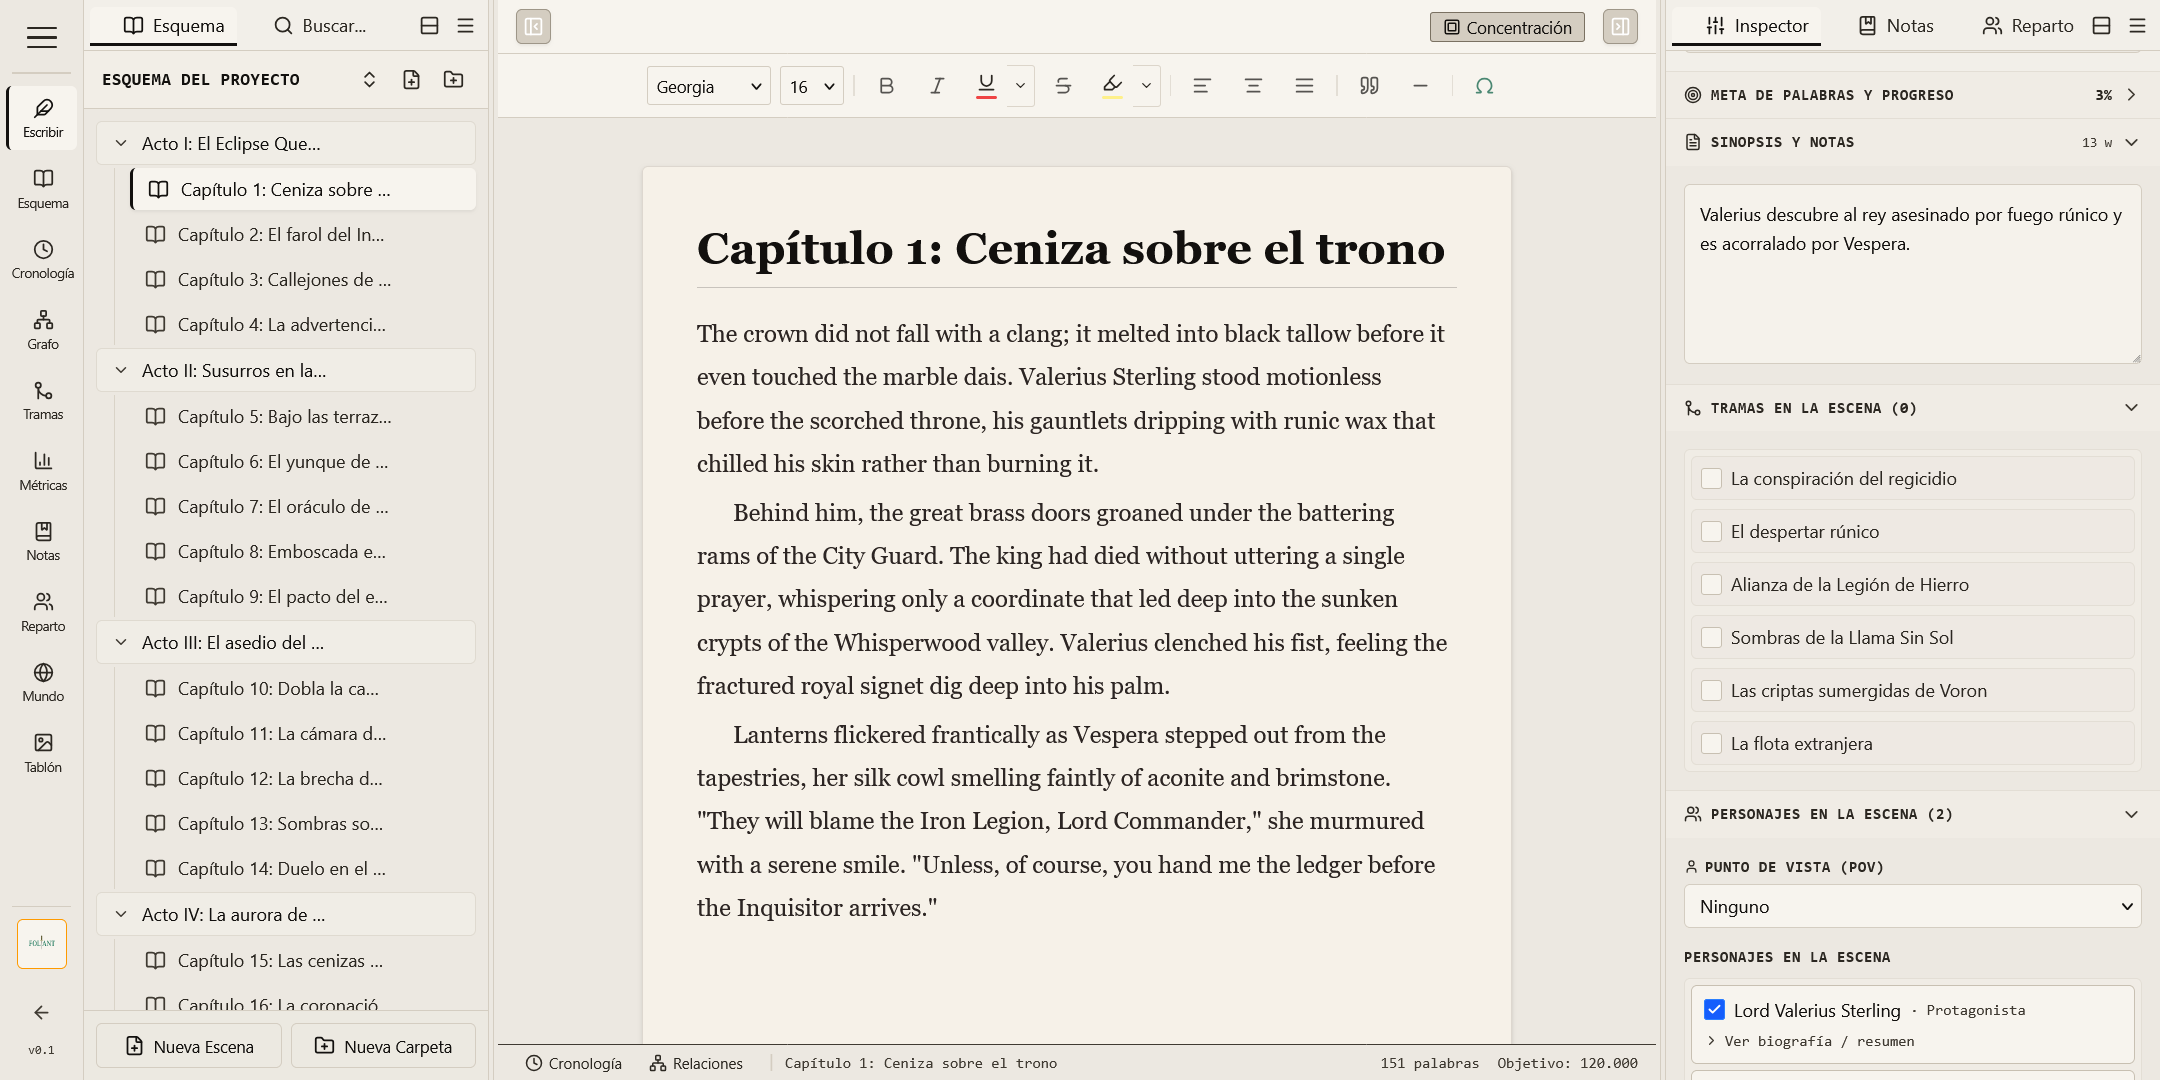 Escribir
Esquema
Cronología
Grafo
Tramas
Métricas
Notas
Reparto
Mundo
Tablón
FOLIANT
v0.1
Esquema
Buscar...
ESQUEMA DEL PROYECTO
Acto I: El Eclipse Que...
Capítulo 1: Ceniza sobre ...
Capítulo 2: El farol del In...
Capítulo 3: Callejones de ...
Capítulo 4: La advertenci...
Acto II: Susurros en la...
Capítulo 5: Bajo las terraz...
Capítulo 6: El yunque de ...
Capítulo 7: El oráculo de ...
Capítulo 8: Emboscada e...
Capítulo 9: El pacto del e...
Acto III: El asedio del ...
Capítulo 10: Dobla la ca...
Capítulo 11: La cámara d...
Capítulo 12: La brecha d...
Capítulo 13: Sombras so...
Capítulo 14: Duelo en el ...
Acto IV: La aurora de ...
Capítulo 15: Las cenizas ...
Capítulo 16: La coronació
Nueva Escena
Nueva Carpeta
Concentración
Georgia
16
Capítulo 1: Ceniza sobre el trono
The crown did not fall with a clang; it melted into black tallow before it
even touched the marble dais. Valerius Sterling stood motionless
before the scorched throne, his gauntlets dripping with runic wax that
chilled his skin rather than burning it.
Behind him, the great brass doors groaned under the battering
rams of the City Guard. The king had died without uttering a single
prayer, whispering only a coordinate that led deep into the sunken
crypts of the Whisperwood valley. Valerius clenched his fist, feeling the
fractured royal signet dig deep into his palm.
Lanterns flickered frantically as Vespera stepped out from the
tapestries, her silk cowl smelling faintly of aconite and brimstone.
"They will blame the Iron Legion, Lord Commander," she murmured
with a serene smile. "Unless, of course, you hand me the ledger before
the Inquisitor arrives."
Cronología
Relaciones
Capítulo 1: Ceniza sobre el trono
151 palabras
Objetivo: 120.000
Inspector
Notas
Reparto
META DE PALABRAS Y PROGRESO
3%
SINOPSIS Y NOTAS
13 w
Valerius descubre al rey asesinado por fuego rúnico y
es acorralado por Vespera.
TRAMAS EN LA ESCENA (0)
La conspiración del regicidio
El despertar rúnico
Alianza de la Legión de Hierro
Sombras de la Llama Sin Sol
Las criptas sumergidas de Voron
La flota extranjera
PERSONAJES EN LA ESCENA (2)
PUNTO DE VISTA (POV)
Ninguno
PERSONAJES EN LA ESCENA
Lord Valerius Sterling · Protagonista
Ver biografía / resumen